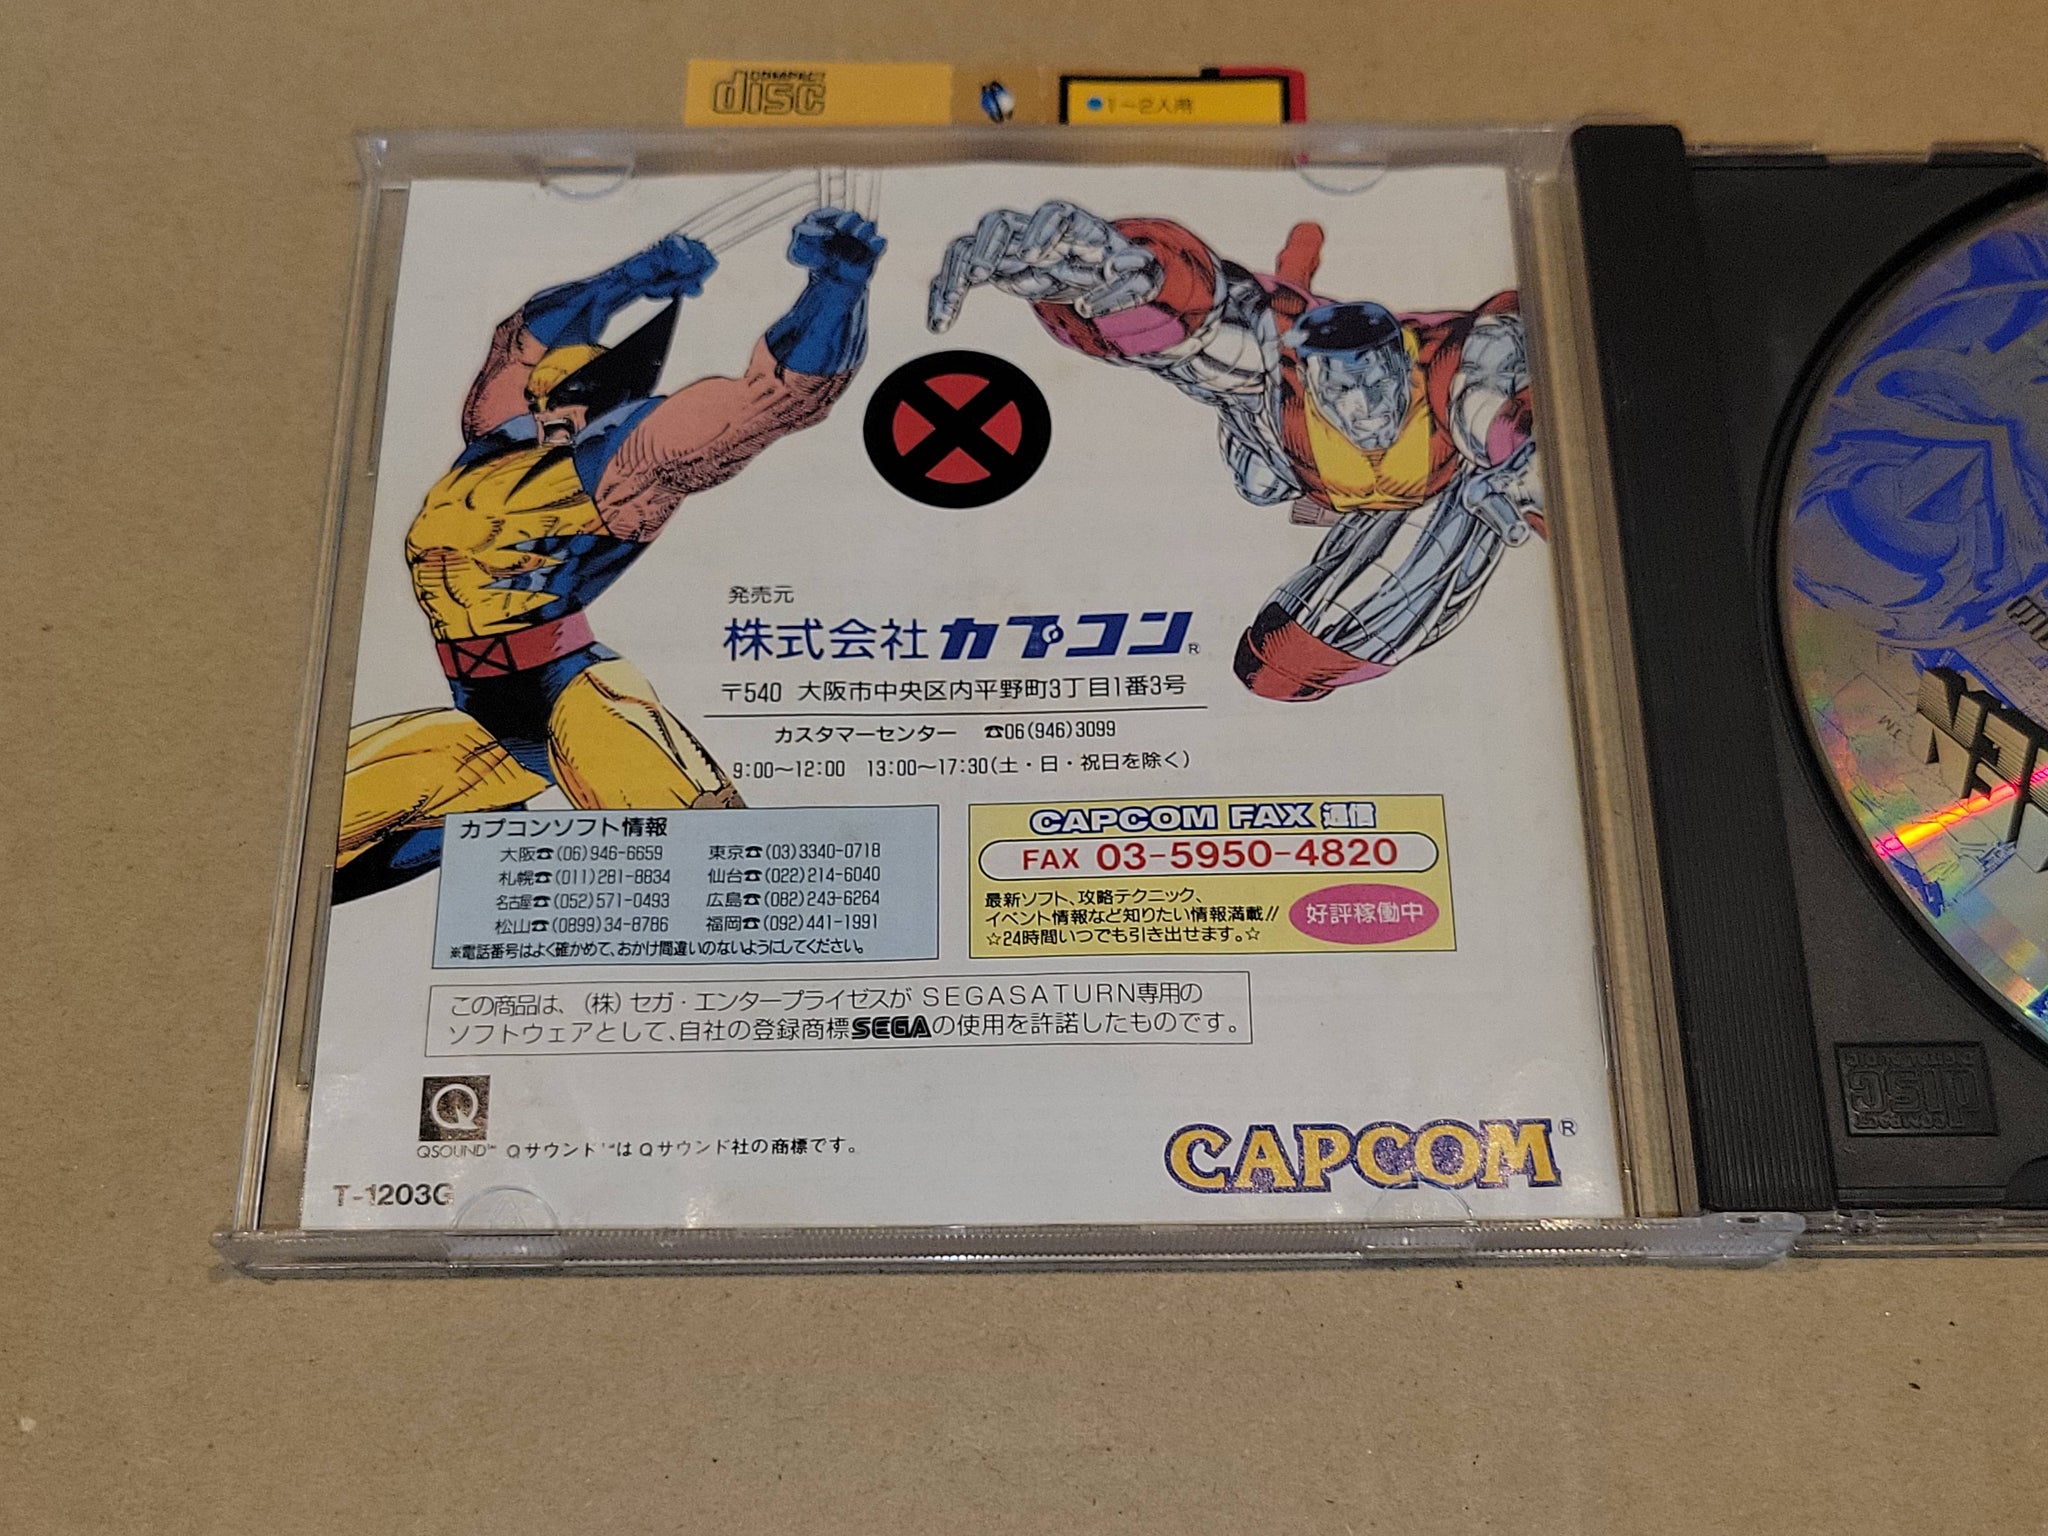 disc
●1〜2人用
発売元
株式会社カプコン®
〒540 大阪市中央区内平野町3丁目1番3号
カスタマーセンター ☎06(946)3099
9:00〜12:00 13:00〜17:30(土・日・祝日を除く)
カプコンソフト情報
大阪☎(06)946-6659 東京☎(03)3340-0718
札幌☎(011)281-8834 仙台☎(022)214-6040
名古屋☎(052)571-0493 広島☎(082)243-6264
松山☎(0899)34-8786 福岡☎(092)441-1991
※電話番号はよく確かめて、おかけ間違いのないようにしてください。
CAPCOM FAX 通信
FAX 03-5950-4820
最新ソフト、攻略テクニック、
イベント情報など知りたい情報満載!!
☆24時間いつでも引き出せます。☆
好評稼働中
この商品は、(株)セガ・エンタープライゼスがSEGASATURN専用の
ソフトウェアとして、自社の登録商標SEGAの使用を許諾したものです。
Q
QSOUND™ Qサウンド™はQサウンド社の商標です。
CAPCOM®
T-1203G